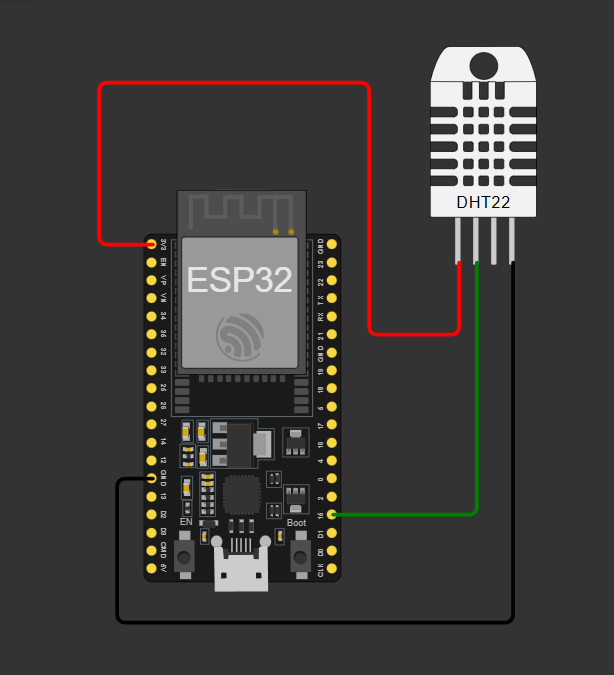 DHT22
ESP32
3V3
EN
VP
VN
34
35
32
33
25
26
27
14
12
GND
13
D2
D3
CMD
5V
GND
23
22
TX
RX
21
GND
19
18
5
17
16
4
0
2
15
D1
D0
CLK
EN
Boot